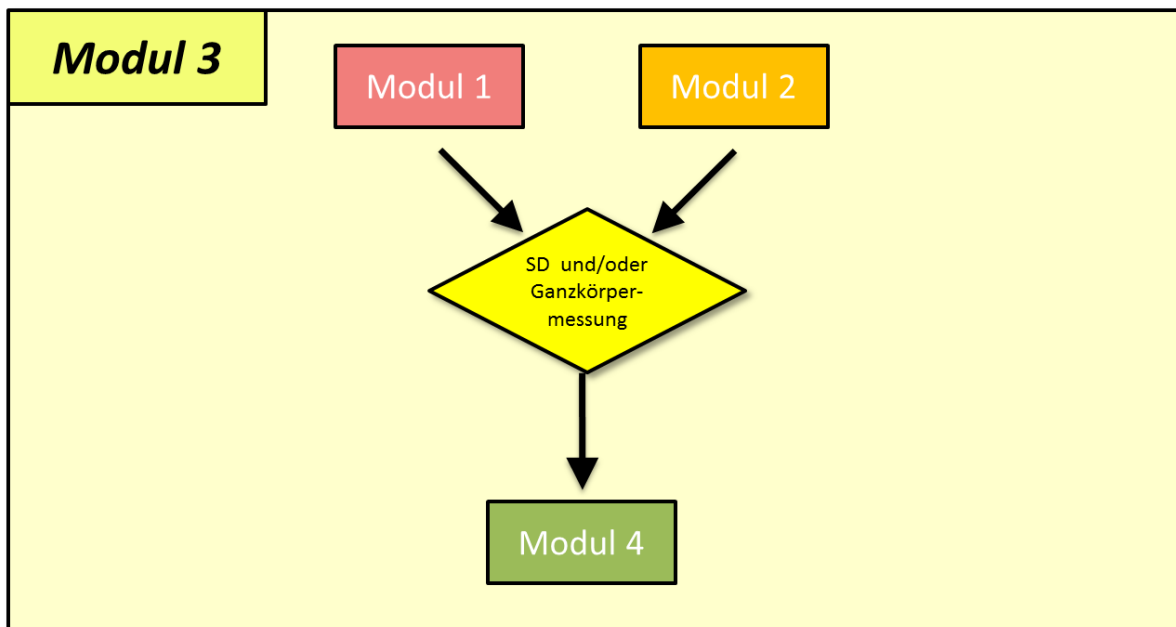 Modul 3
Modul 1
Modul 2
SD und/oder
Ganzkörper-
messung
Modul 4